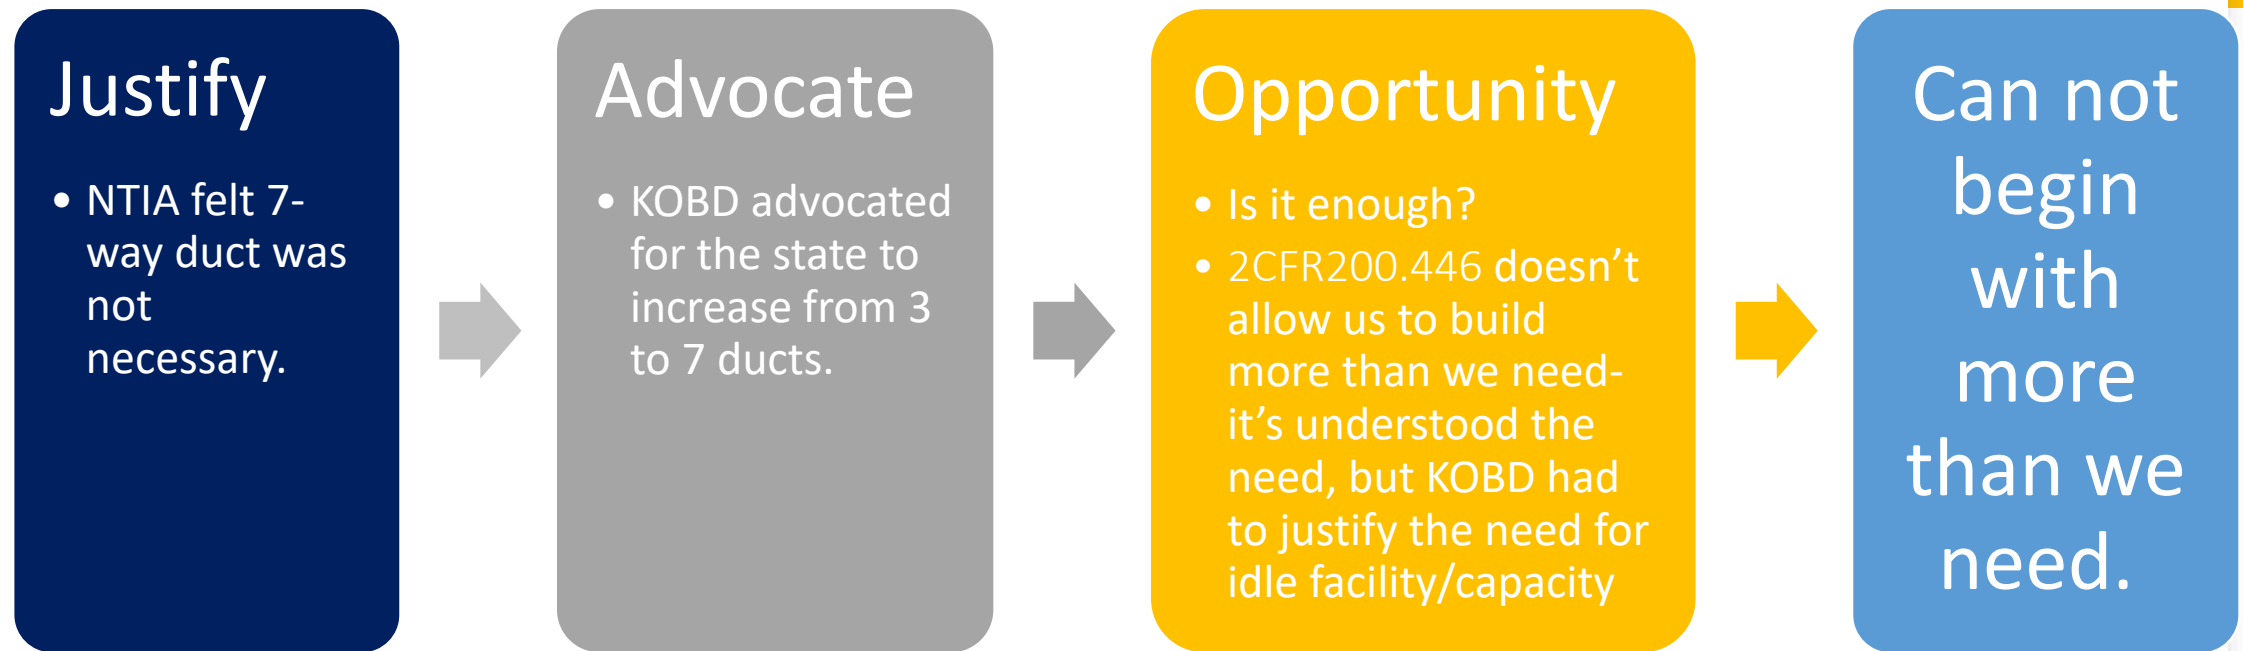 Justify
• NTIA felt 7-
way duct was
not
necessary.
Advocate
• KOBD advocated
for the state to
increase from 3
to 7 ducts.
Opportunity
• Is it enough?
• 2CFR200.446 doesn’t
allow us to build
more than we need-
it’s understood the
need, but KOBD had
to justify the need for
idle facility/capacity
Can not
begin
with
more
than we
need.